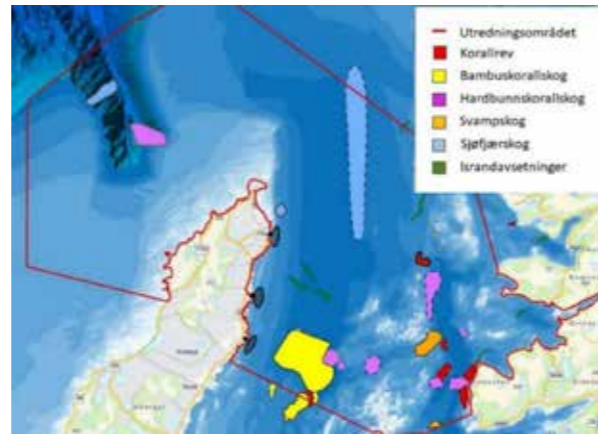 Utredningsområdet
Korallrev
Bambuskorallskog
Hardbunnskorallskog
Svampskog
Sjøfjærskog
Israndavsetninger